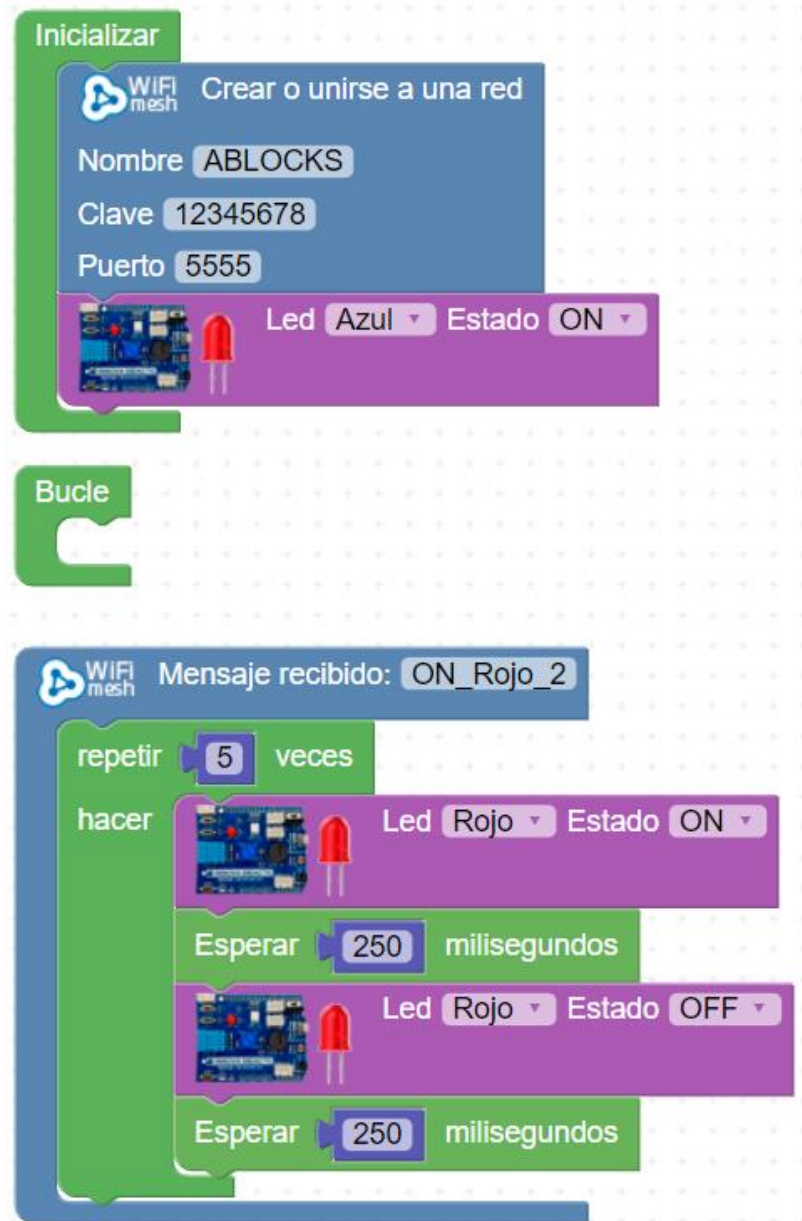 Inicializar
WiFi mesh Crear o unirse a una red
Nombre ABLOCKS
Clave 12345678
Puerto 5555
Led Azul Estado ON
Bucle
WiFi mesh Mensaje recibido: ON_Rojo_2
repetir 5 veces
hacer Led Rojo Estado ON
Esperar 250 milisegundos
Led Rojo Estado OFF
Esperar 250 milisegundos